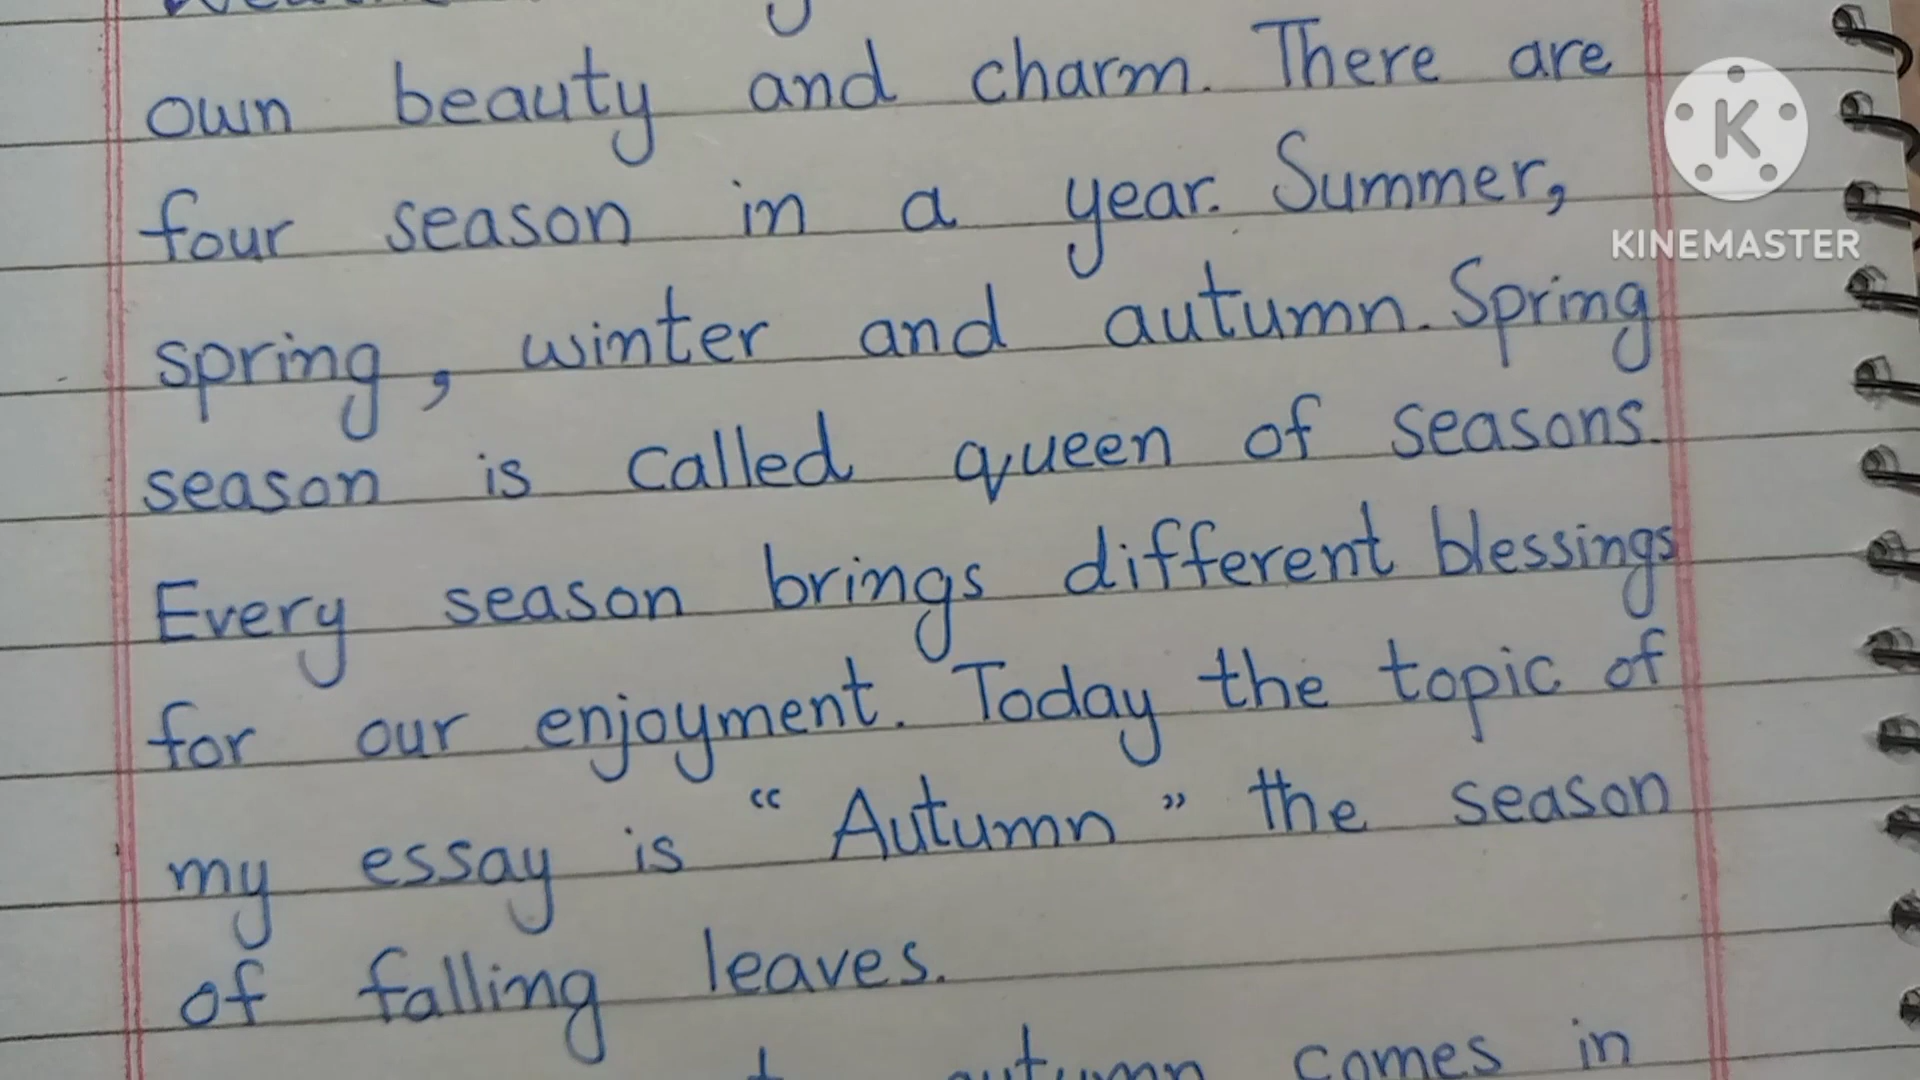 own beauty and charm. There are
four season in a year. Summer,
spring, winter and autumn. Spring
season is called queen of seasons.
Every season brings different blessings
for our enjoyment. Today the topic of
my essay is "Autumn" the season
of falling leaves.
autumn comes in
K
KINEMASTER